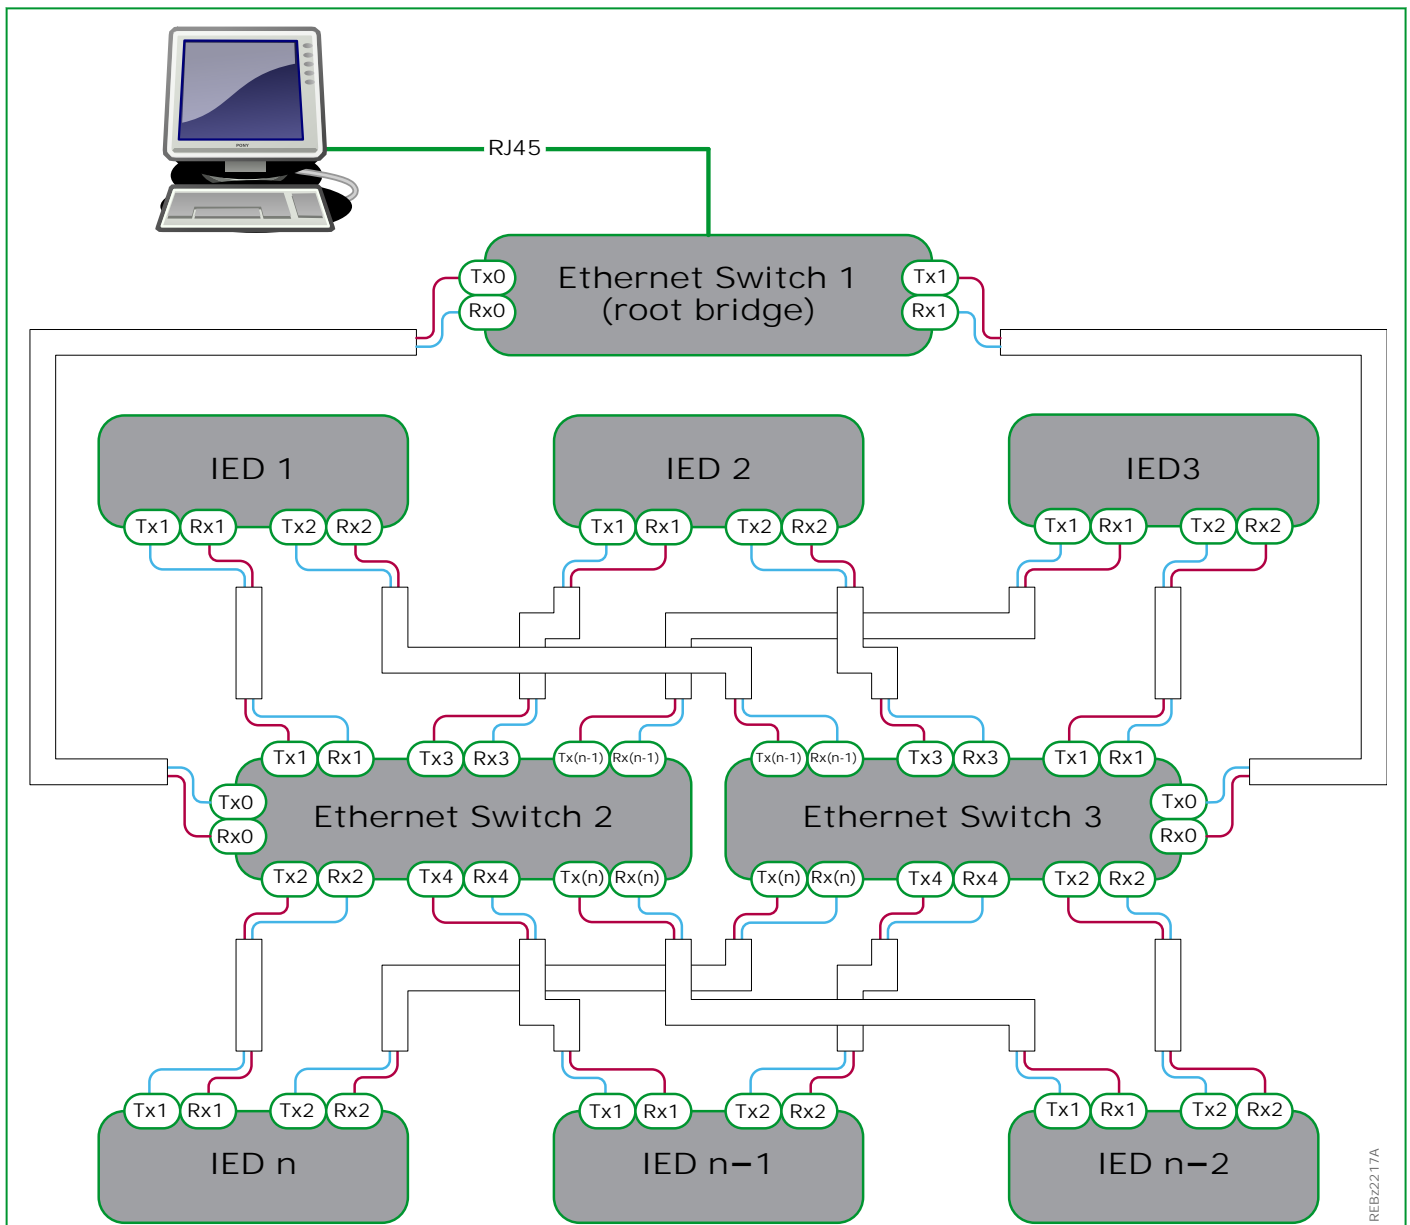 PONY
RJ45
Ethernet Switch 1
(root bridge)
Tx0
Rx0
Tx1
Rx1
IED 1
IED 2
IED3
Tx1 Rx1 Tx2 Rx2
Tx1 Rx1 Tx2 Rx2
Tx1 Rx1 Tx2 Rx2
Tx1 Rx1 Tx3 Rx3 Tx(n-1) Rx(n-1)
Tx(n-1) Rx(n-1) Tx3 Rx3 Tx1 Rx1
Tx0
Rx0
Ethernet Switch 2
Ethernet Switch 3
Tx0
Rx0
Tx2 Rx2 Tx4 Rx4 Tx(n) Rx(n)
Tx(n) Rx(n) Tx4 Rx4 Tx2 Rx2
Tx1 Rx1 Tx2 Rx2
Tx1 Rx1 Tx2 Rx2
Tx1 Rx1 Tx2 Rx2
IED n
IED n–1
IED n–2
REBz2217A